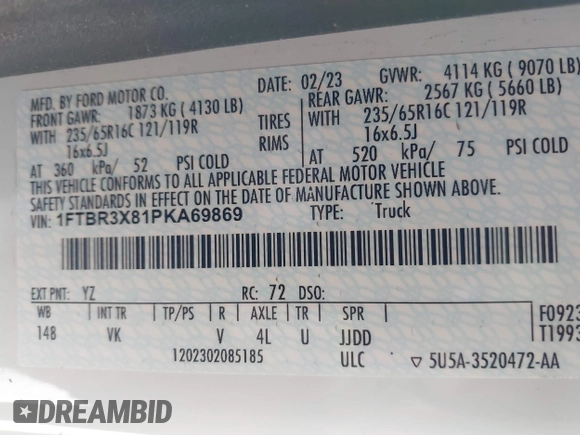 MFD. BY FORD MOTOR CO. DATE: 02/23 GVWR: 4114 KG ( 9070 LB)
FRONT GAWR: 1873 KG ( 4130 LB) REAR GAWR: 2567 KG ( 5660 LB)
WITH 235/65R16C 121/119R TIRES WITH 235/65R16C 121/119R
16x6.5J RIMS 16x6.5J
AT 360 kPa/ 52 PSI COLD AT 520 kPa/ 75 PSI COLD
THIS VEHICLE CONFORMS TO ALL APPLICABLE FEDERAL MOTOR VEHICLE
SAFETY STANDARDS IN EFFECT ON THE DATE OF MANUFACTURE SHOWN ABOVE.
VIN: 1FTBR3X81PKA69869 TYPE: Truck
EXT PNT: YZ RC: 72 DSO:
WB INT TR TP/PS R AXLE TR SPR F0923
148 VK V 4L U JJDD T1993
1202302085185 ULC ▽ 5U5A-3520472-AA
DREAMBID